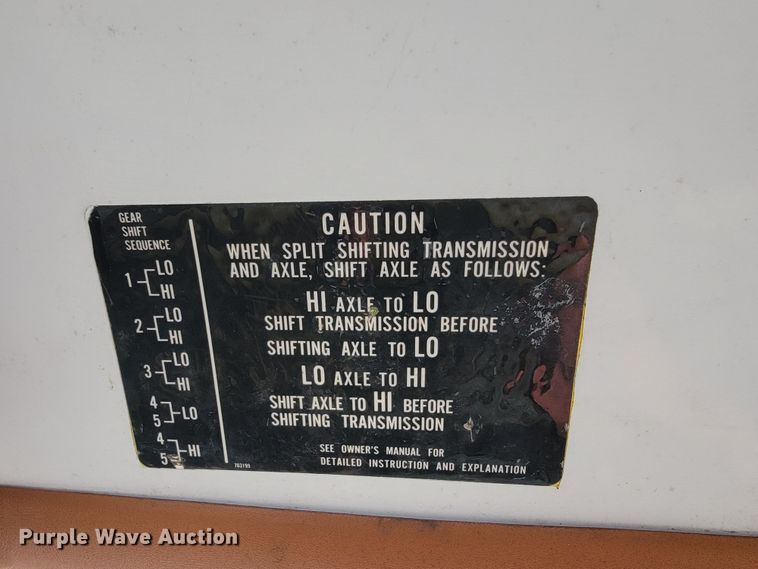 GEAR
SHIFT
SEQUENCE
1 LO
HI
2 LO
HI
3 LO
HI
4
5 LO
4
5 HI
CAUTION
WHEN SPLIT SHIFTING TRANSMISSION
AND AXLE, SHIFT AXLE AS FOLLOWS:
HI AXLE TO LO
SHIFT TRANSMISSION BEFORE
SHIFTING AXLE TO LO
LO AXLE TO HI
SHIFT AXLE TO HI BEFORE
SHIFTING TRANSMISSION
SEE OWNER'S MANUAL FOR
DETAILED INSTRUCTION AND EXPLANATION
763199
Purple Wave Auction